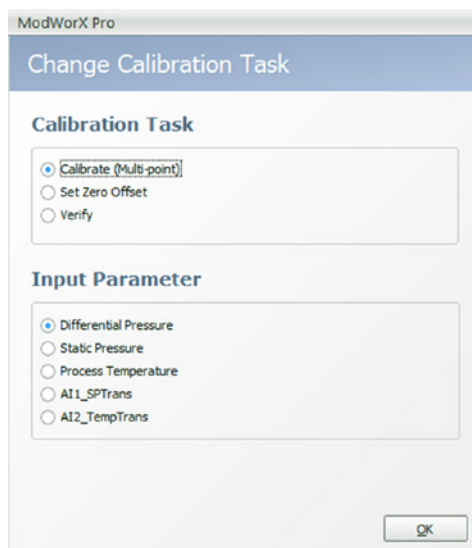 ModWorX Pro
Change Calibration Task
Calibration Task
Calibrate (Multi-point)
Set Zero Offset
Verify
Input Parameter
Differential Pressure
Static Pressure
Process Temperature
AI1_SPTrans
AI2_TempTrans
OK